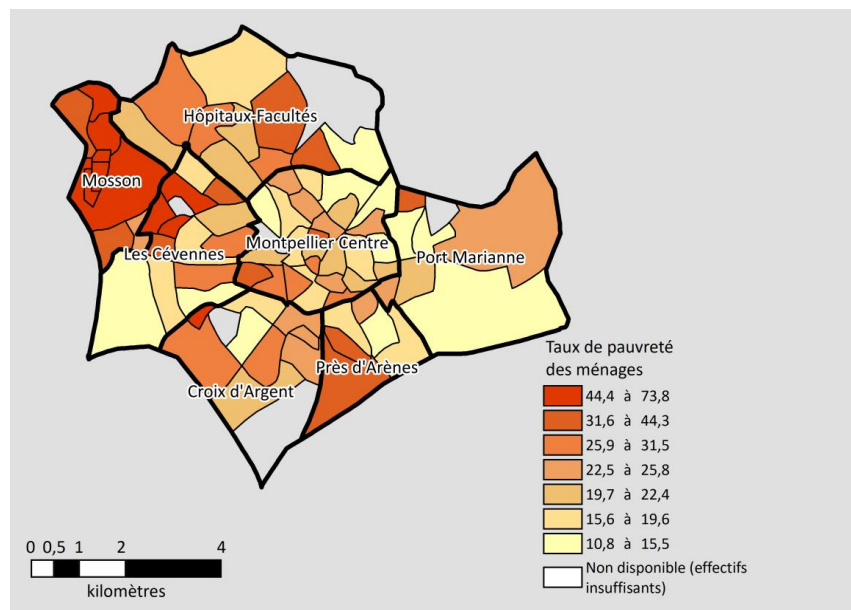 Hôpitaux-Facultés
Mosson
Les Cévennes
Montpellier Centre
Port Marianne
Croix d'Argent
Près d'Arènes
Taux de pauvreté
des ménages
44,4 à 73,8
31,6 à 44,3
25,9 à 31,5
22,5 à 25,8
19,7 à 22,4
15,6 à 19,6
10,8 à 15,5
Non disponible (effectifs
insuffisants)
0 0,5 1 2 4
kilomètres